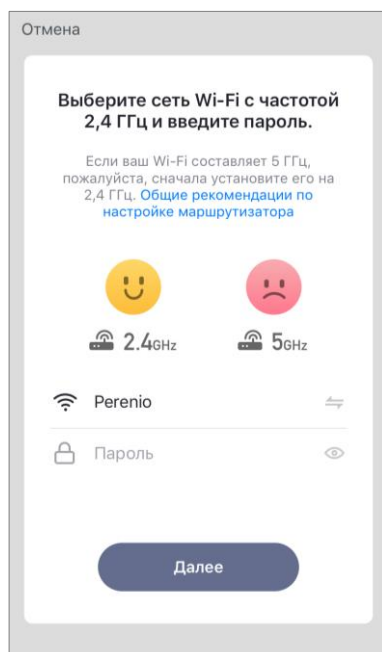 Отмена
Выберите сеть Wi-Fi с частотой
2,4 ГГц и введите пароль.
Если ваш Wi-Fi составляет 5 ГГц,
пожалуйста, сначала установите его на
2,4 ГГц. Общие рекомендации по
настройке маршрутизатора
2.4GHz
5GHz
Perenio
Пароль
Далее